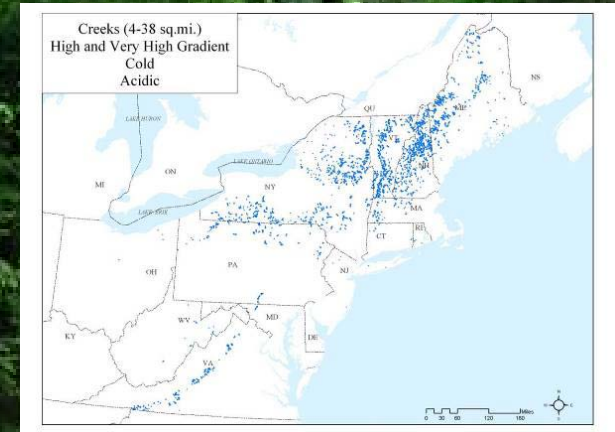 Creeks (4-38 sq.mi.)
High and Very High Gradient
Cold
Acidic
QU
ME
NS
LAKE HURON
VT
ON
LAKE ONTARIO
NH
MI
NY
MA
LAKE ERIE
CT
RI
PA
OH
NJ
MD
WV
DE
KY
VA
Miles
0 30 60 120 180
N
W E
S